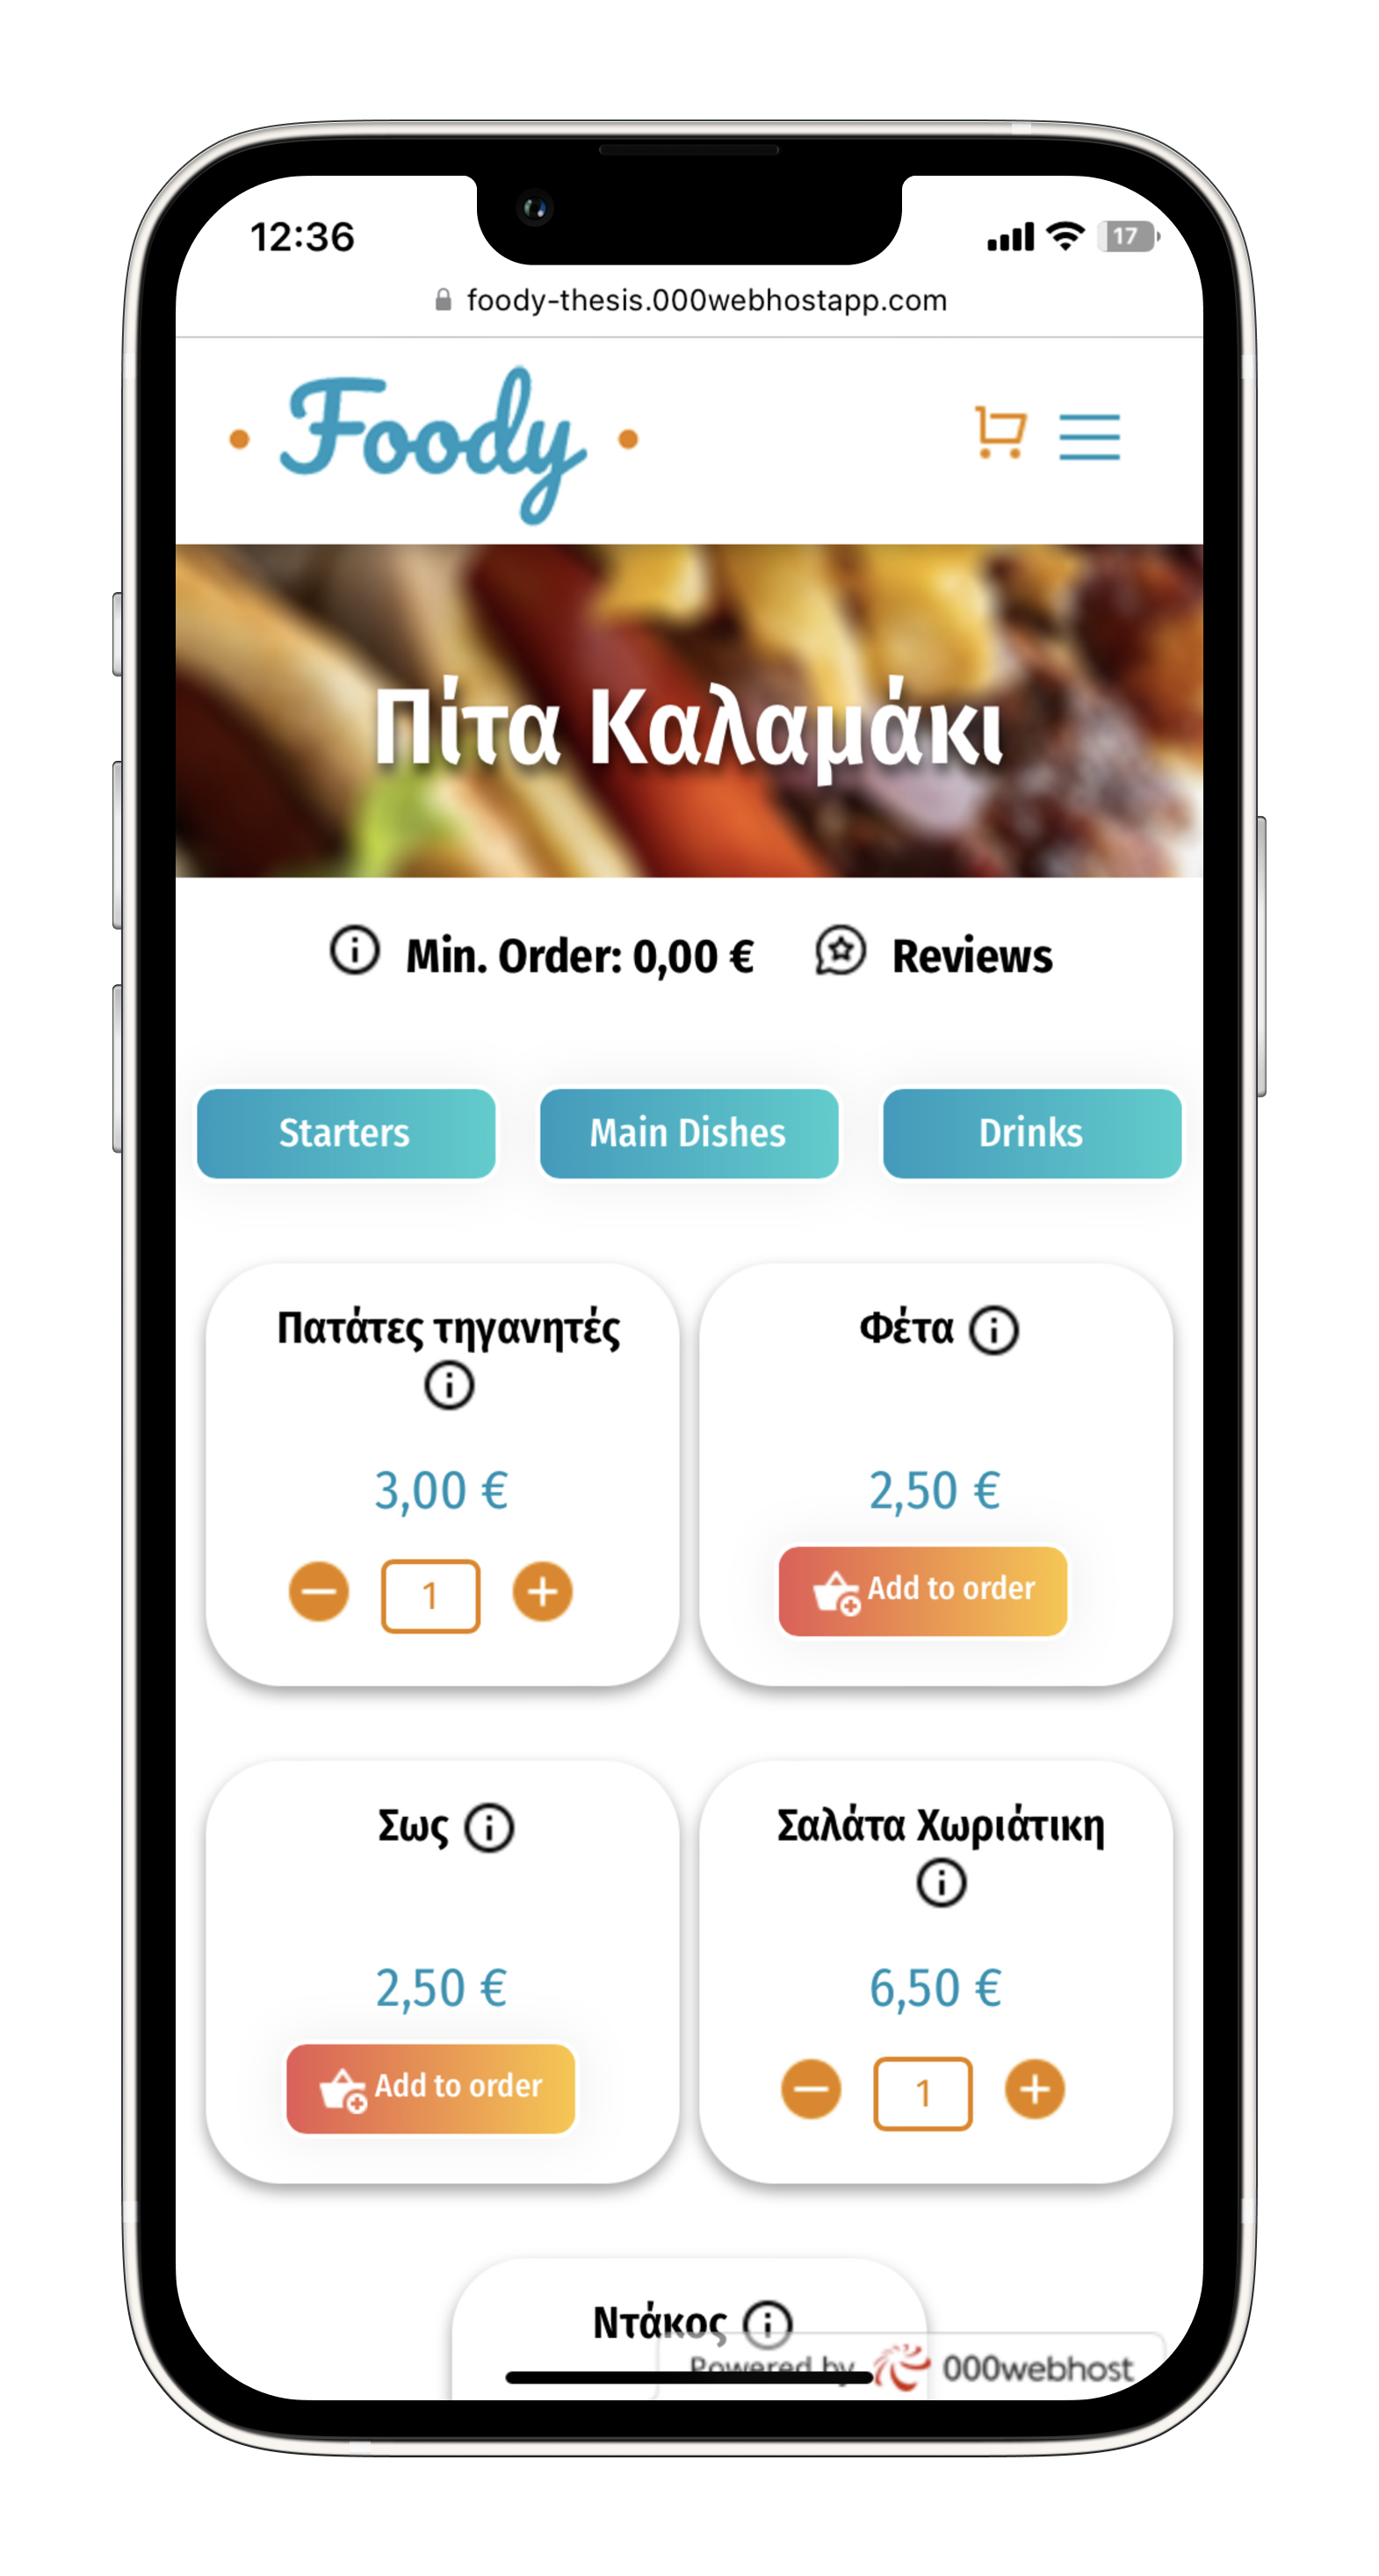 12:36
17
foody-thesis.000webhostapp.com
Foody
Πίτα Καλαμάκι
Min. Order: 0,00 € Reviews
Starters Main Dishes Drinks
Πατάτες τηγανητές
3,00 €
1
Φέτα
2,50 €
Add to order
Σως
2,50 €
Add to order
Σαλάτα Χωριάτικη
6,50 €
1
Ντάκος
Powered by 000webhost